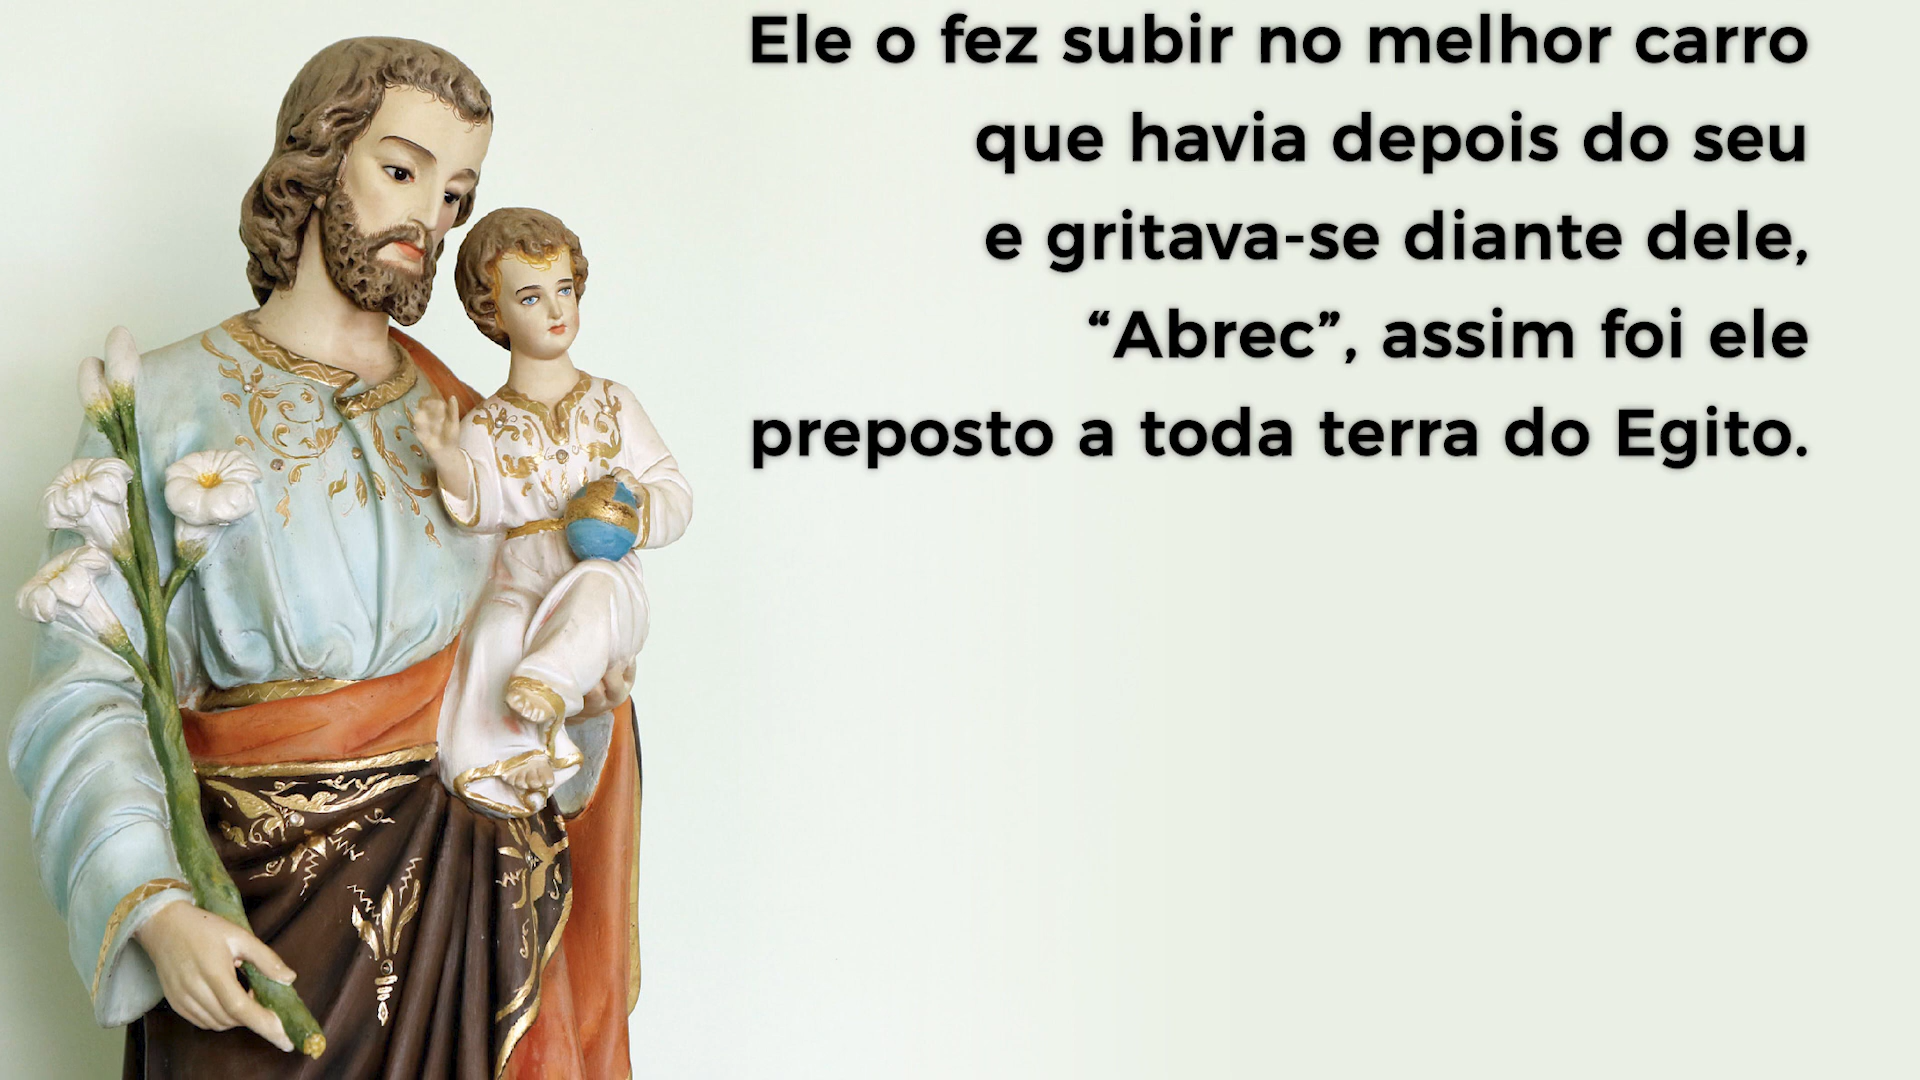 Ele o fez subir no melhor carro
que havia depois do seu
e gritava-se diante dele,
“Abrec”, assim foi ele
preposto a toda terra do Egito.